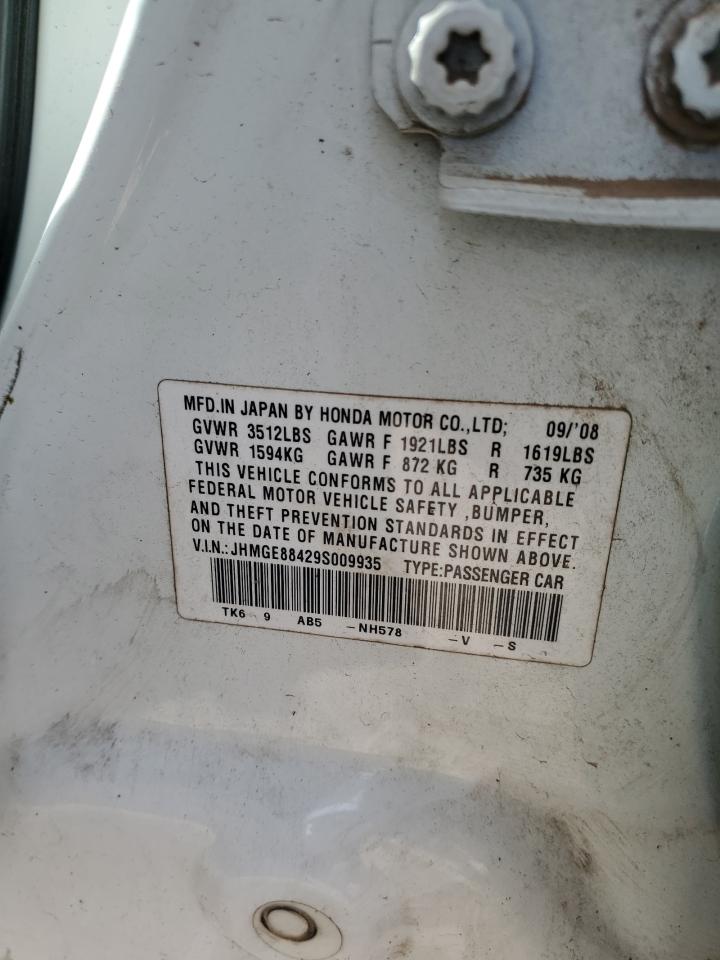 MFD.IN JAPAN BY HONDA MOTOR CO.,LTD; 09/'08
GVWR 3512LBS GAWR F 1921LBS R 1619LBS
GVWR 1594KG GAWR F 872 KG R 735 KG
THIS VEHICLE CONFORMS TO ALL APPLICABLE
FEDERAL MOTOR VEHICLE SAFETY ,BUMPER,
AND THEFT PREVENTION STANDARDS IN EFFECT
ON THE DATE OF MANUFACTURE SHOWN ABOVE.
V.I.N.: JHMGE88429S009935 TYPE:PASSENGER CAR
TK6 9 AB5 -NH578 -V -S